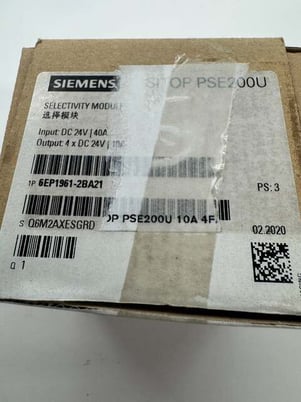 SIEMENS SITOP PSE200U
SELECTIVITY MODULE
选择模块
Input: DC 24V | 40A
Output: 4 x DC 24V | 10A
1P 6EP1961-2BA21
PS: 3
OP PSE200U 10A 4F.
S Q6M2AXESGRD
02.2020
Q 1